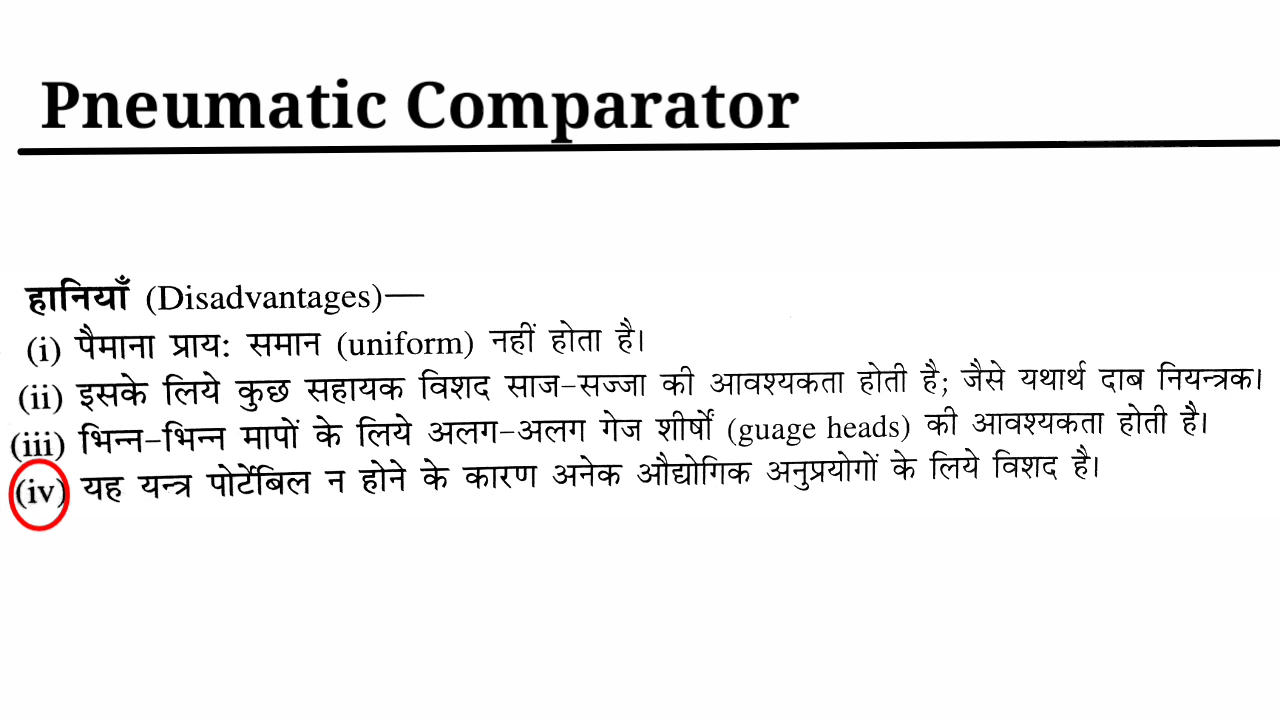 Pneumatic Comparator
हानियाँ (Disadvantages)—
(i) पैमाना प्राय: समान (uniform) नहीं होता है।
(ii) इसके लिये कुछ सहायक विशद साज-सज्जा की आवश्यकता होती है; जैसे यथार्थ दाब नियन्त्रक।
(iii) भिन्न-भिन्न मापों के लिये अलग-अलग गेज शीर्षों (guage heads) की आवश्यकता होती है।
(iv) यह यन्त्र पोर्टेबिल न होने के कारण अनेक औद्योगिक अनुप्रयोगों के लिये विशद है।